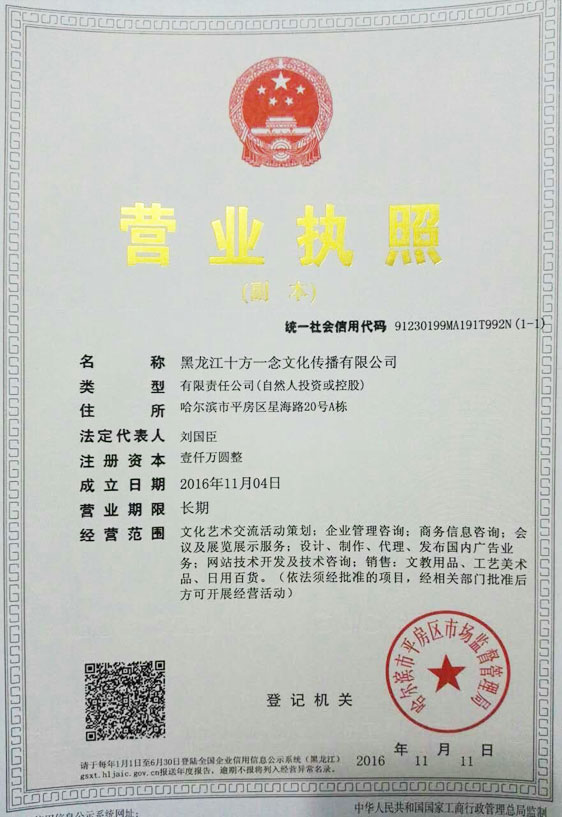 营业执照
(副 本)
统一社会信用代码 91230199MA191T992N(1-1)
名 称 黑龙江十方一念文化传播有限公司
类 型 有限责任公司(自然人投资或控股)
住 所 哈尔滨市平房区星海路20号A栋
法定代表人 刘国臣
注册资本 壹仟万圆整
成立日期 2016年11月04日
营业期限 长期
经营范围 文化艺术交流活动策划；企业管理咨询；商务信息咨询；会
议及展览展示服务；设计、制作、代理、发布国内广告业
务；网站技术开发及技术咨询；销售：文教用品、工艺美术
品、日用百货。（依法须经批准的项目，经相关部门批准后
方可开展经营活动）
哈尔滨市平房区市场监督管理局
登记机关
请于每年1月1日至6月30日登陆全国企业信用信息公示系统（黑龙江）
gsxt.hljaic.gov.cn报送年度报告，逾期不报将列入经营异常名录。
2016 年 11 月 11 日
信用信息公示系统网址：
中华人民共和国国家工商行政管理总局监制